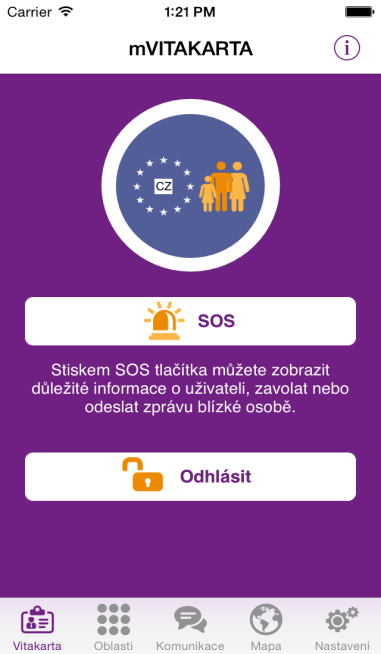 Carrier 1:21 PM
mVITAKARTA
i
CZ
SOS
Stiskem SOS tlačítka můžete zobrazit
důležité informace o uživateli, zavolat nebo
odeslat zprávu blízké osobě.
Odhlásit
Vitakarta Oblasti Komunikace Mapa Nastavení